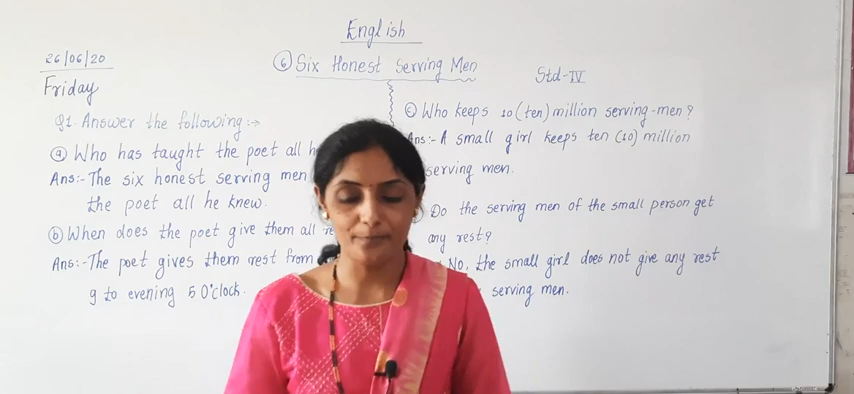 English
26/06/20
Friday
⑥ Six Honest Serving Men
Std-IV
Q1. Answer the following :→
ⓐ Who has taught the poet all h
Ans:- The six honest serving men
the poet all he knew.
ⓑ When does the poet give them all re
Ans:- The poet gives them rest from
9 to evening 5 O'clock.
ⓒ Who keeps 10 (ten) million serving-men?
Ans:- A small girl keeps ten (10) million
serving men.
Do the serving men of the small person get
any rest?
No, the small girl does not give any rest
serving men.